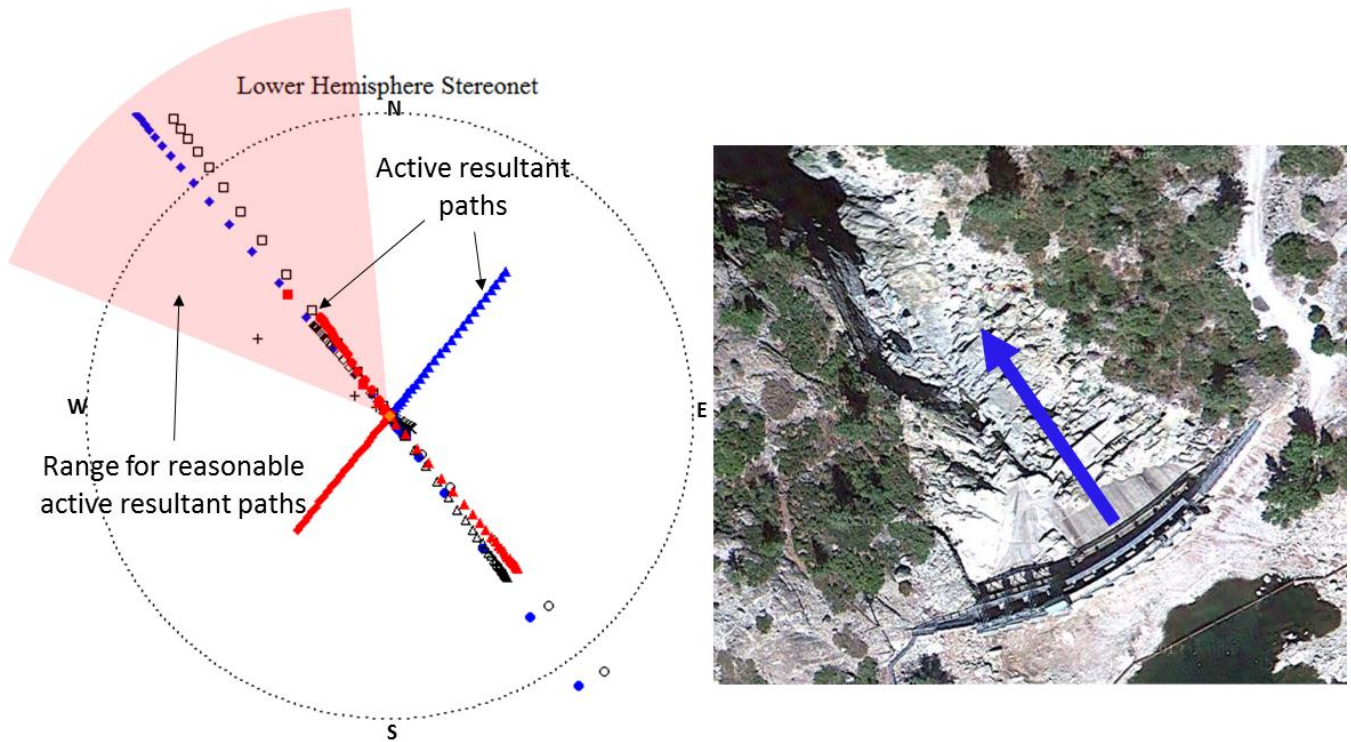 Lower Hemisphere Stereonet
N
Active resultant
paths
W
E
Range for reasonable
active resultant paths
S